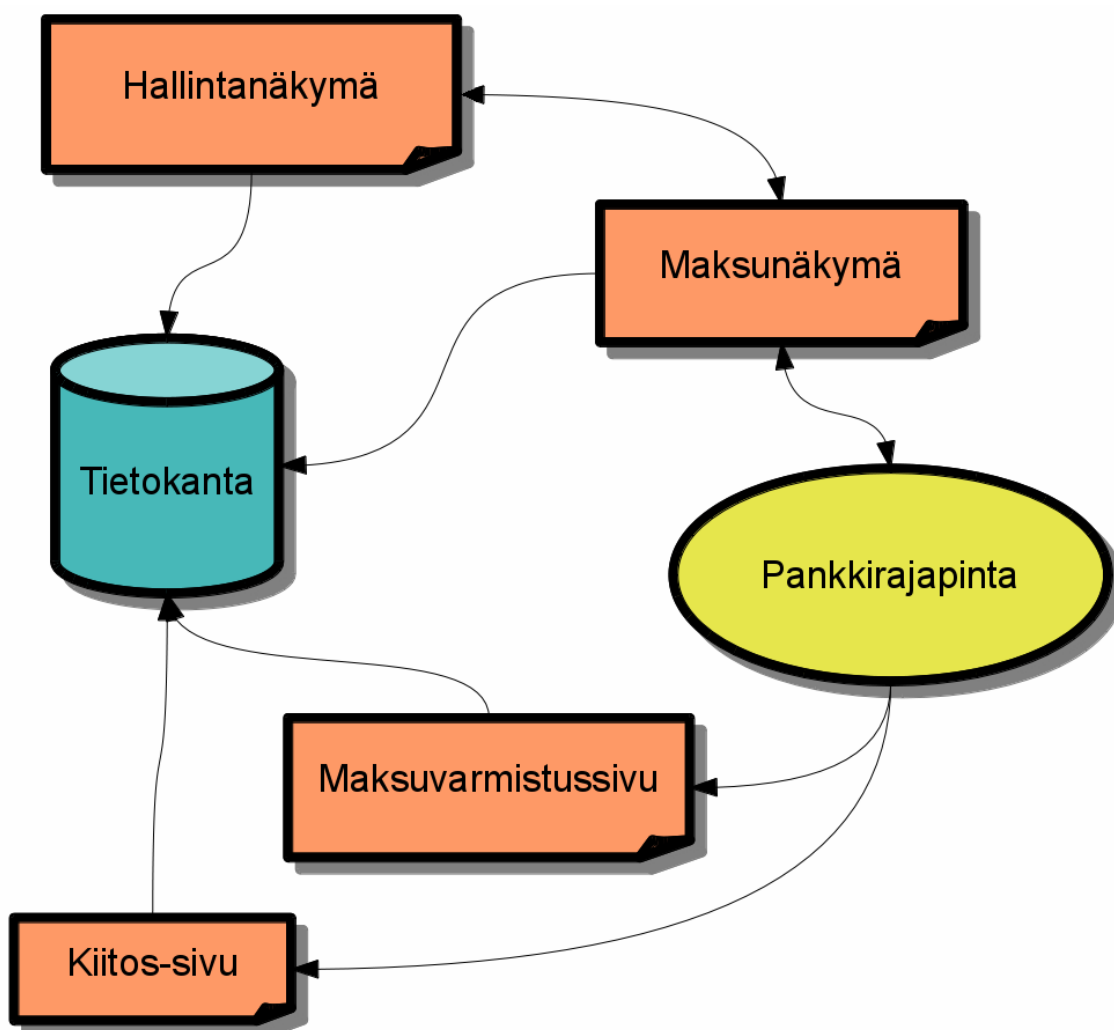 Hallintanäkymä
Maksunäkymä
Tietokanta
Pankkirajapinta
Maksuvarmistussivu
Kiitos-sivu